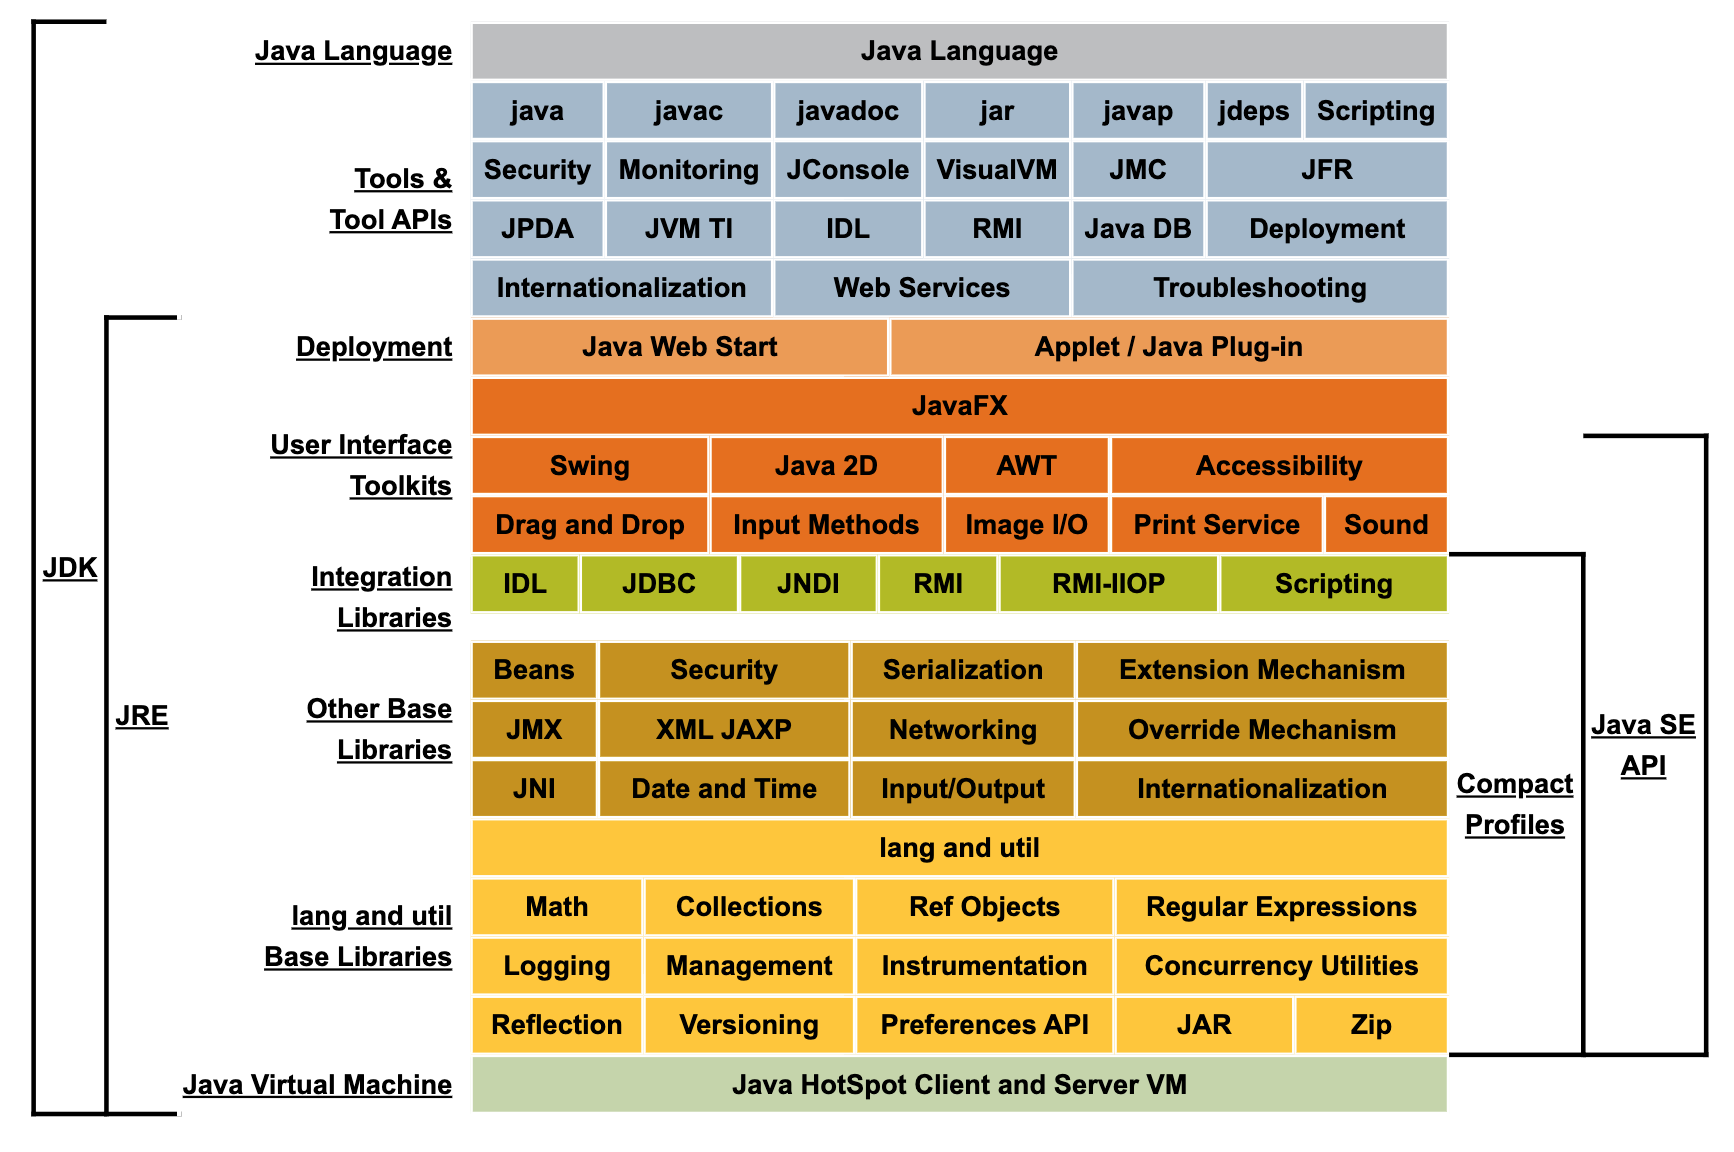 Java Language
Java Language
java javac javadoc jar javap jdeps Scripting
Tools &
Tool APIs
Security Monitoring JConsole VisualVM JMC JFR
JPDA JVM TI IDL RMI Java DB Deployment
Internationalization Web Services Troubleshooting
Deployment
Java Web Start Applet / Java Plug-in
JavaFX
User Interface
Toolkits
Swing Java 2D AWT Accessibility
Drag and Drop Input Methods Image I/O Print Service Sound
JDK
Integration
Libraries
IDL JDBC JNDI RMI RMI-IIOP Scripting
JRE
Other Base
Libraries
Beans Security Serialization Extension Mechanism
JMX XML JAXP Networking Override Mechanism
JNI Date and Time Input/Output Internationalization
Java SE
API
Compact
Profiles
lang and util
lang and util
Base Libraries
Math Collections Ref Objects Regular Expressions
Logging Management Instrumentation Concurrency Utilities
Reflection Versioning Preferences API JAR Zip
Java Virtual Machine
Java HotSpot Client and Server VM